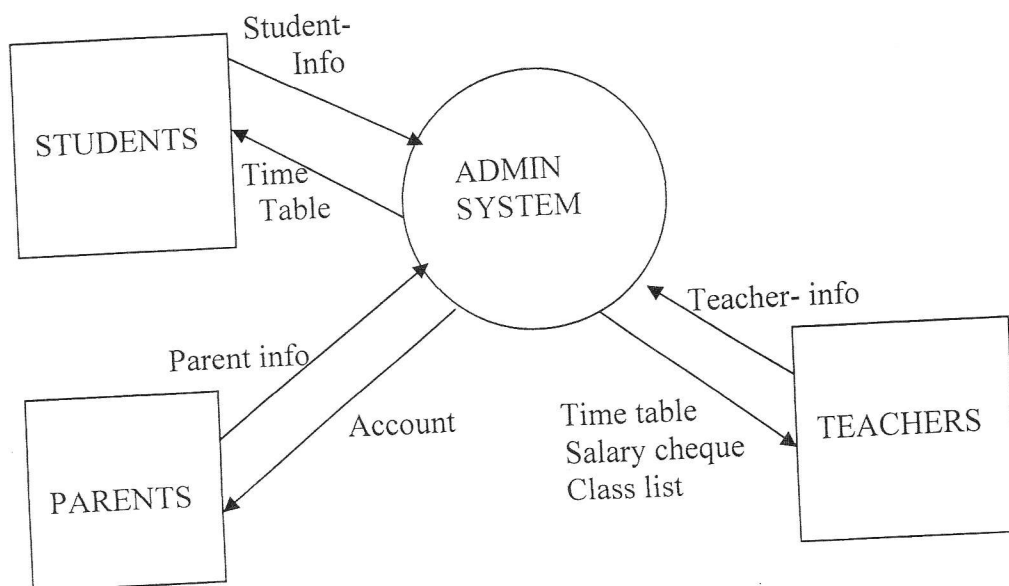 Student-
Info
STUDENTS
Time
Table
ADMIN
SYSTEM
Teacher- info
Parent info
Account
Time table
Salary cheque
Class list
TEACHERS
PARENTS